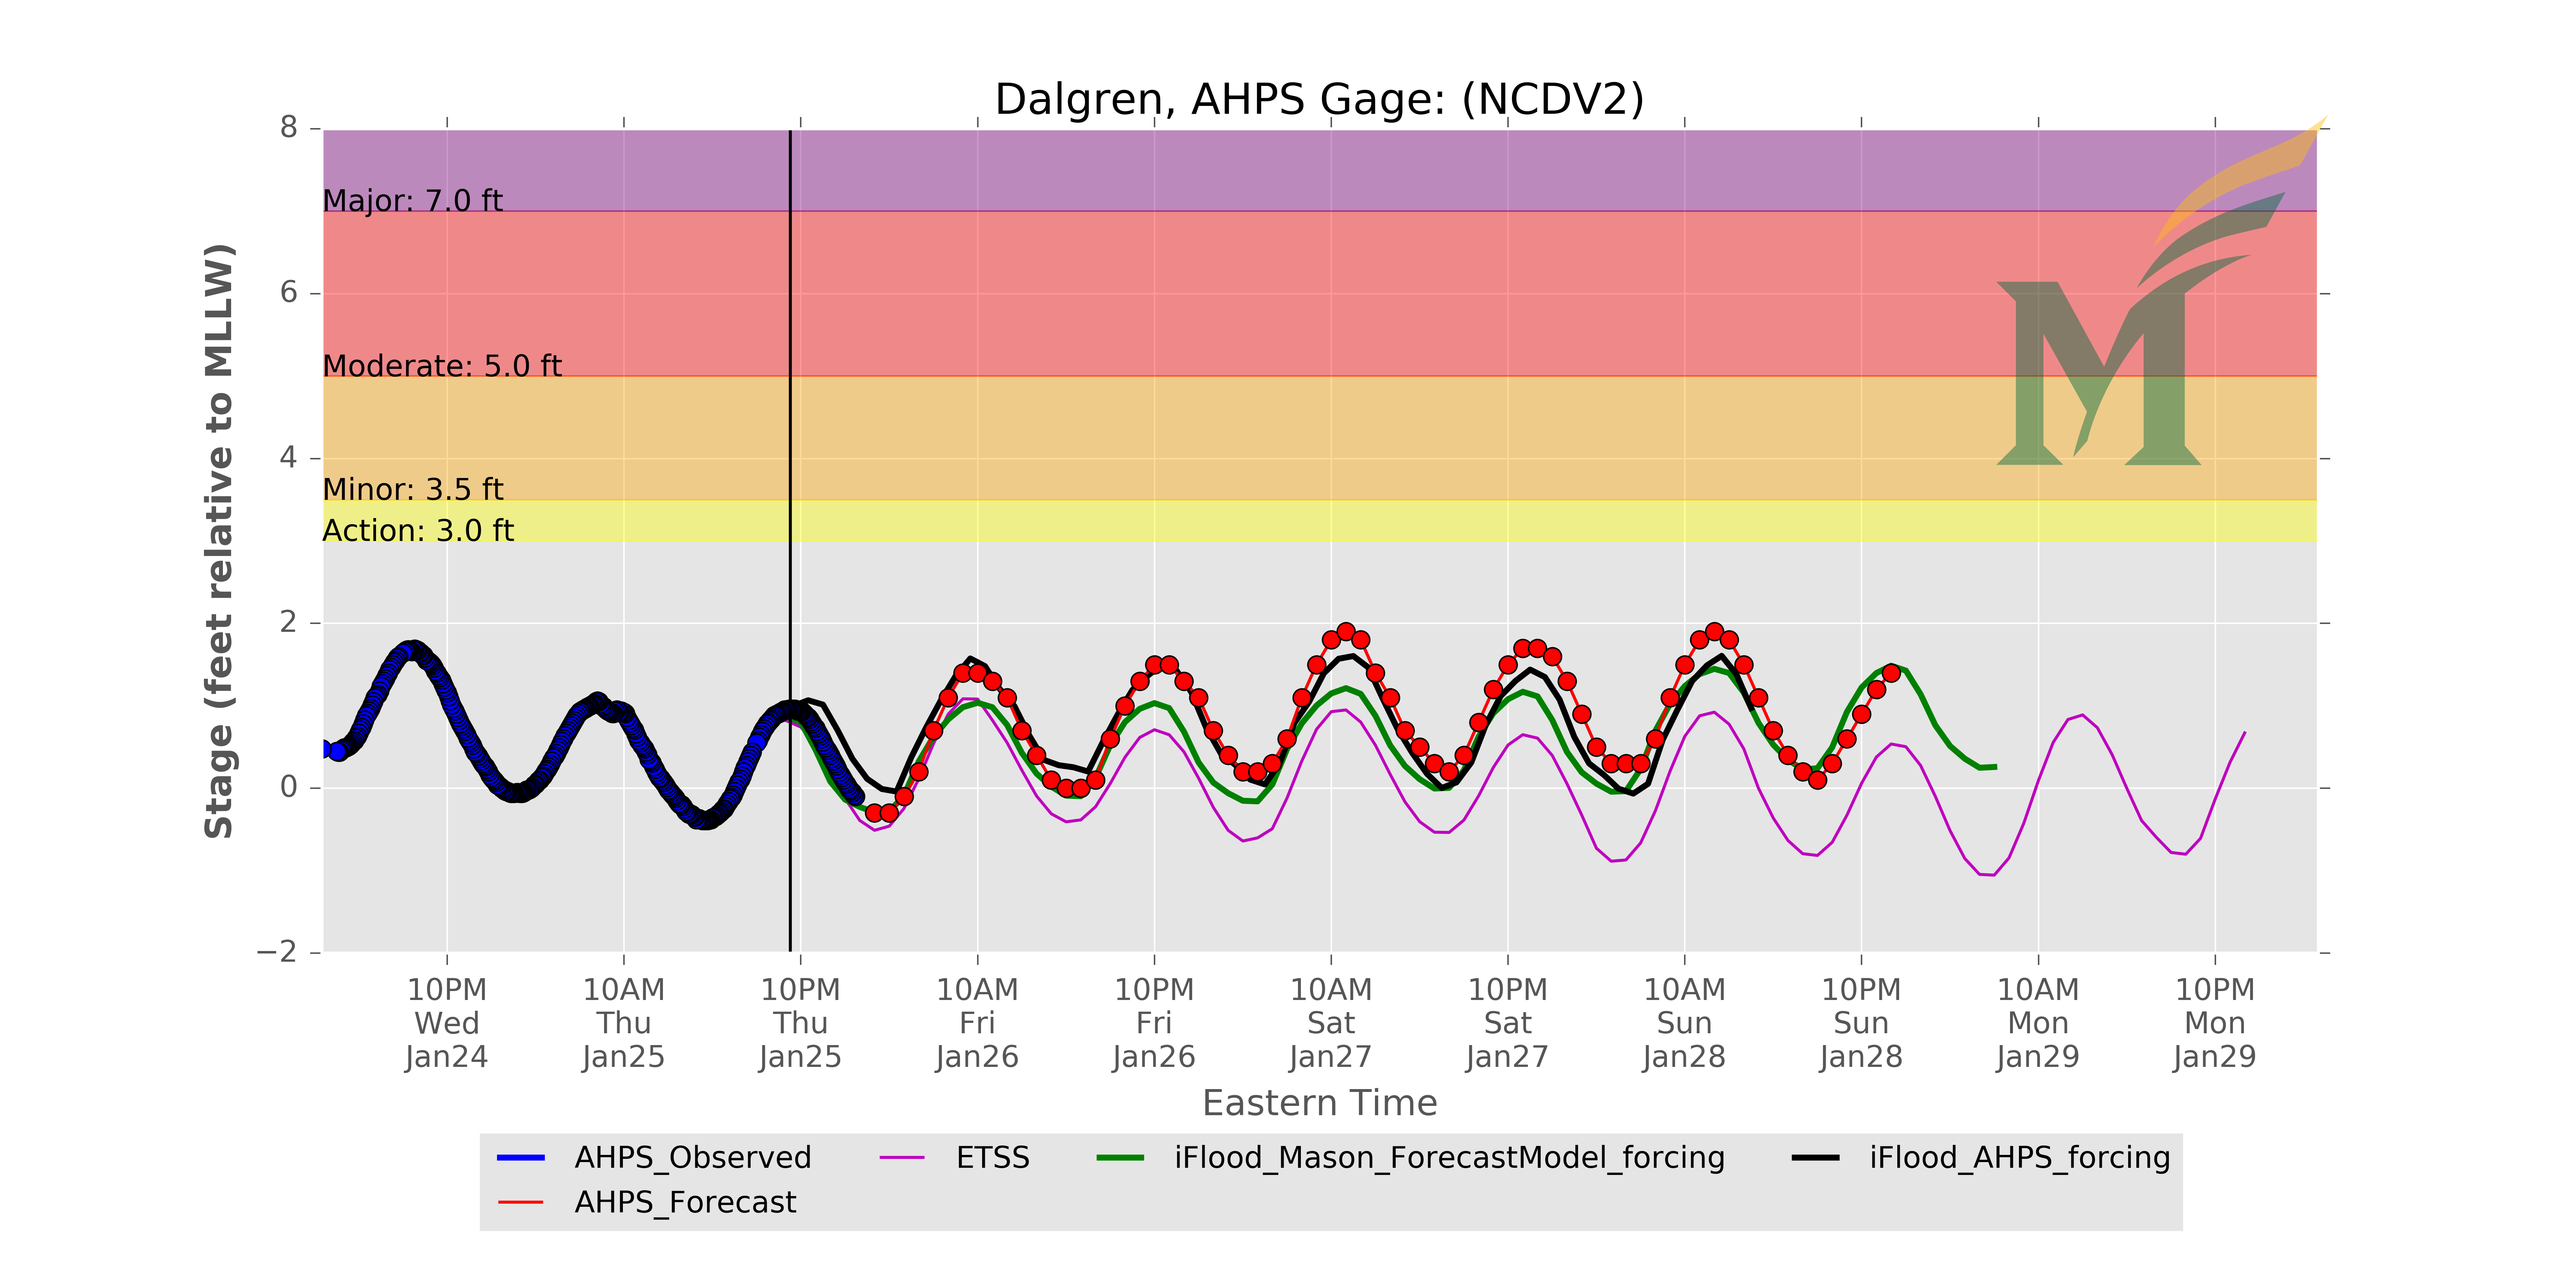 Dalgren, AHPS Gage: (NCDV2)
8
6
4
2
0
−2
Stage (feet relative to MLLW)
Major: 7.0 ft
Moderate: 5.0 ft
Minor: 3.5 ft
Action: 3.0 ft
M
10PM
Wed
Jan24
10AM
Thu
Jan25
10PM
Thu
Jan25
10AM
Fri
Jan26
10PM
Fri
Jan26
10AM
Sat
Jan27
10PM
Sat
Jan27
10AM
Sun
Jan28
10PM
Sun
Jan28
10AM
Mon
Jan29
10PM
Mon
Jan29
Eastern Time
AHPS_Observed
AHPS_Forecast
ETSS
iFlood_Mason_ForecastModel_forcing
iFlood_AHPS_forcing